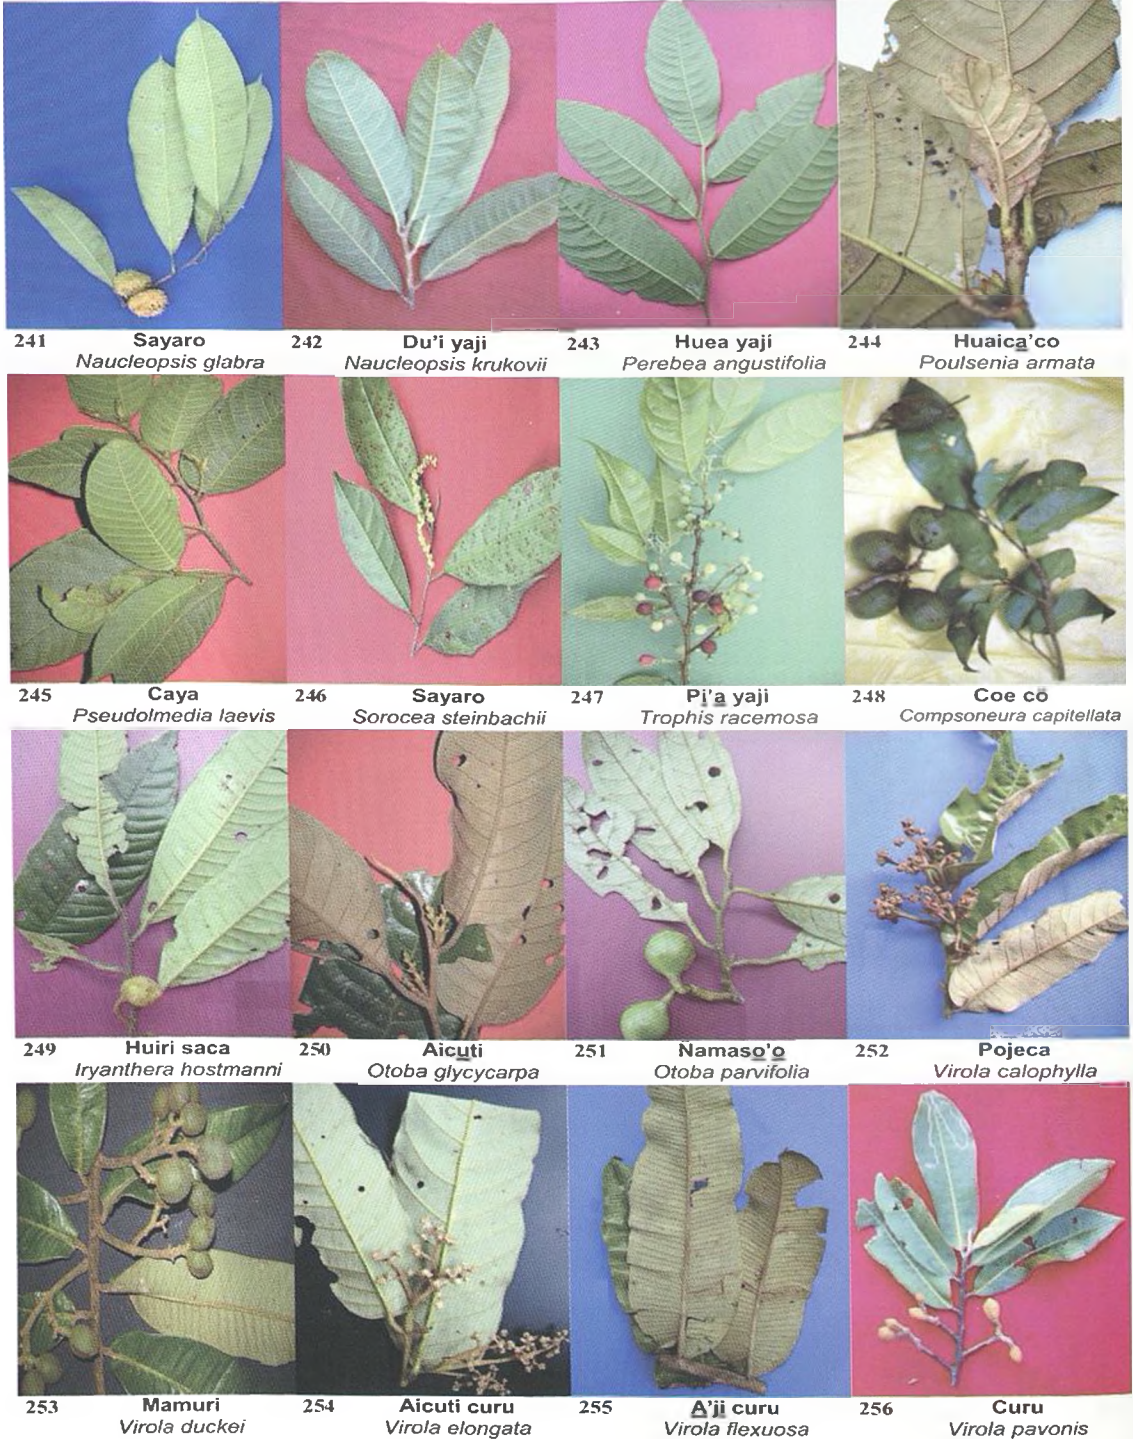 241 Sayaro
Naucleopsis glabra
242 Du'i yaji
Naucleopsis krukovii
243 Huea yaji
Perebea angustifolia
244 Huaica̲'co
Poulsenia armata
245 Caya
Pseudolmedia laevis
246 Sayaro
Sorocea steinbachii
247 Pi̲'a̲ yaji
Trophis racemosa
248 Coe cö
Compsoneura capitellata
249 Huiri saca
Iryanthera hostmanni
250 Aicu̲ti
Otoba glycycarpa
251 Ñamaso̲'o̲
Otoba parvifolia
252 Pojeca
Virola calophylla
253 Mamuri
Virola duckei
254 Aicuti curu
Virola elongata
255 A̲'ji̲ curu
Virola flexuosa
256 Curu
Virola pavonis